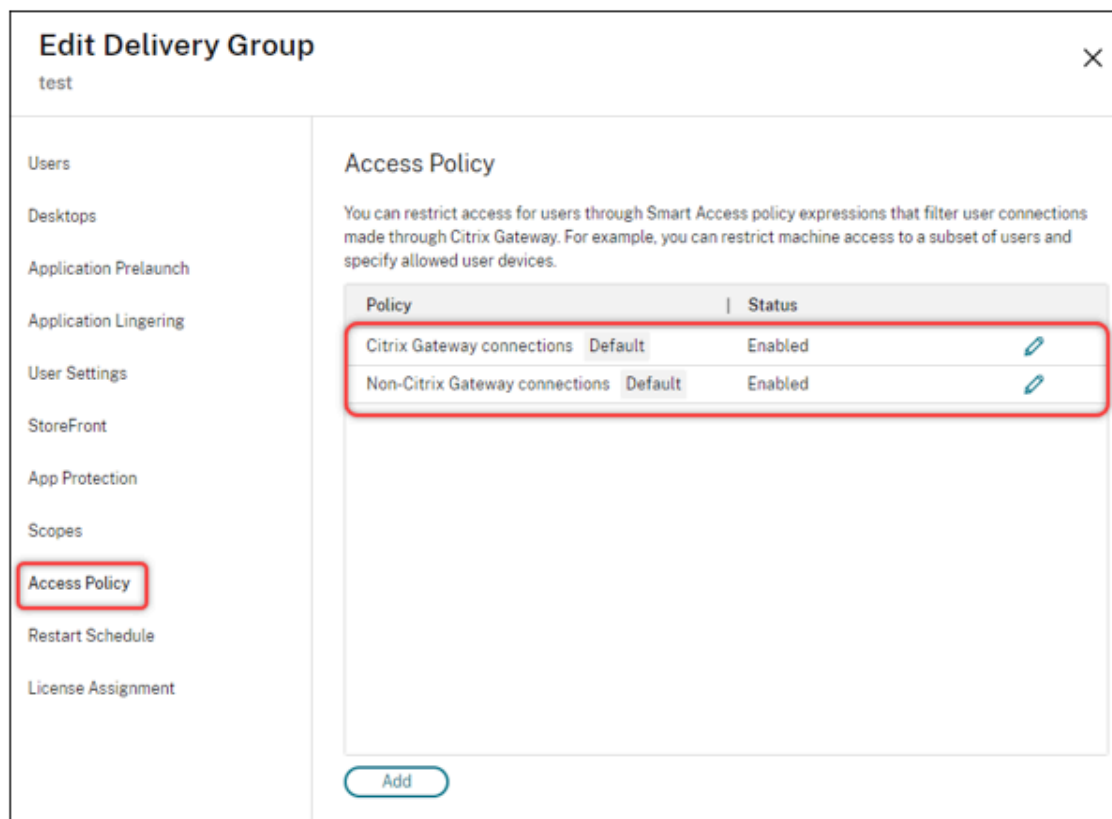 Edit Delivery Group
test
Users
Desktops
Application Prelaunch
Application Lingering
User Settings
StoreFront
App Protection
Scopes
Access Policy
Restart Schedule
License Assignment
Access Policy
You can restrict access for users through Smart Access policy expressions that filter user connections
made through Citrix Gateway. For example, you can restrict machine access to a subset of users and
specify allowed user devices.
Policy | Status
Citrix Gateway connections Default Enabled
Non-Citrix Gateway connections Default Enabled
Add